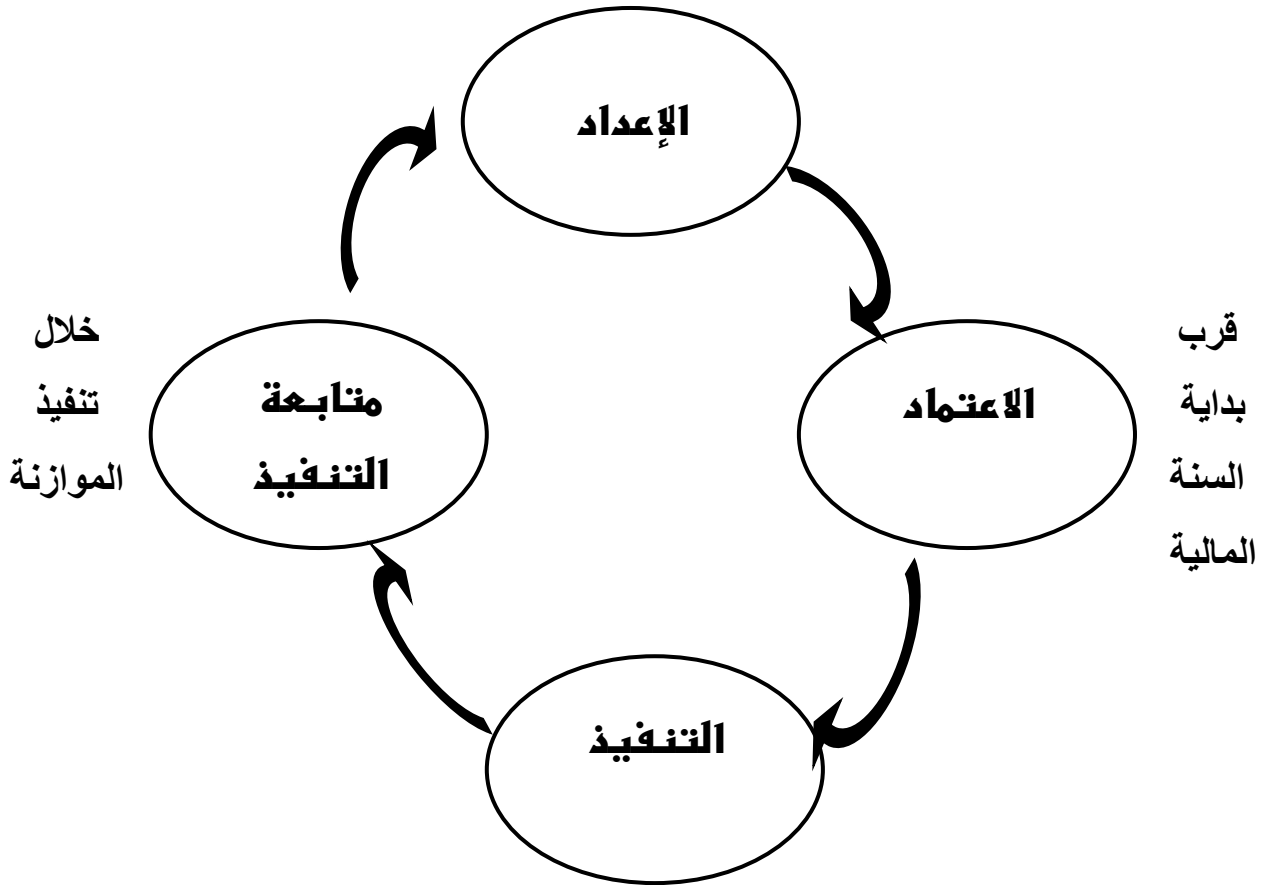 الإعداد
قرب
بداية
السنة
المالية
الاعتماد
متابعة
التنفيذ
خلال
تنفيذ
الموازنة
التنفيذ